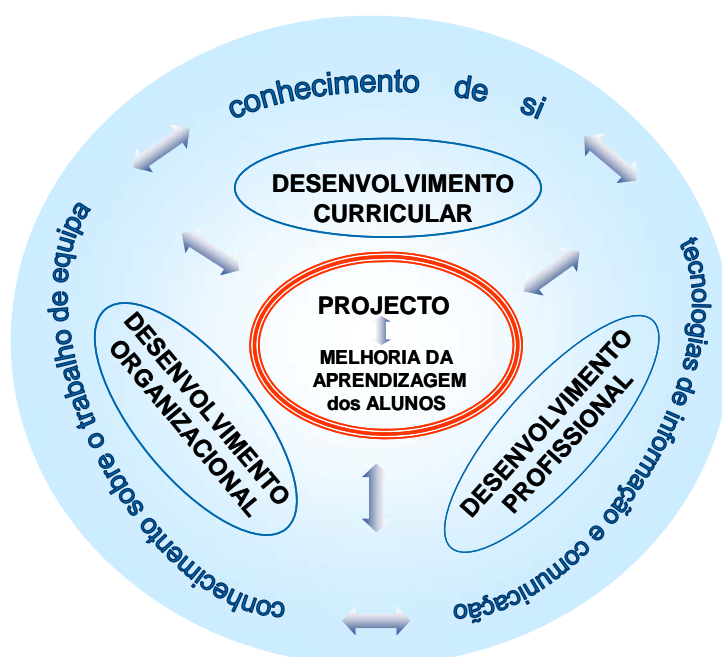 conhecimento de si
DESENVOLVIMENTO
CURRICULAR
tecnologias de informação e comunicação
PROJECTO
MELHORIA DA
APRENDIZAGEM
dos ALUNOS
DESENVOLVIMENTO
ORGANIZACIONAL
DESENVOLVIMENTO
PROFISSIONAL
conhecimento sobre o trabalho de equipa